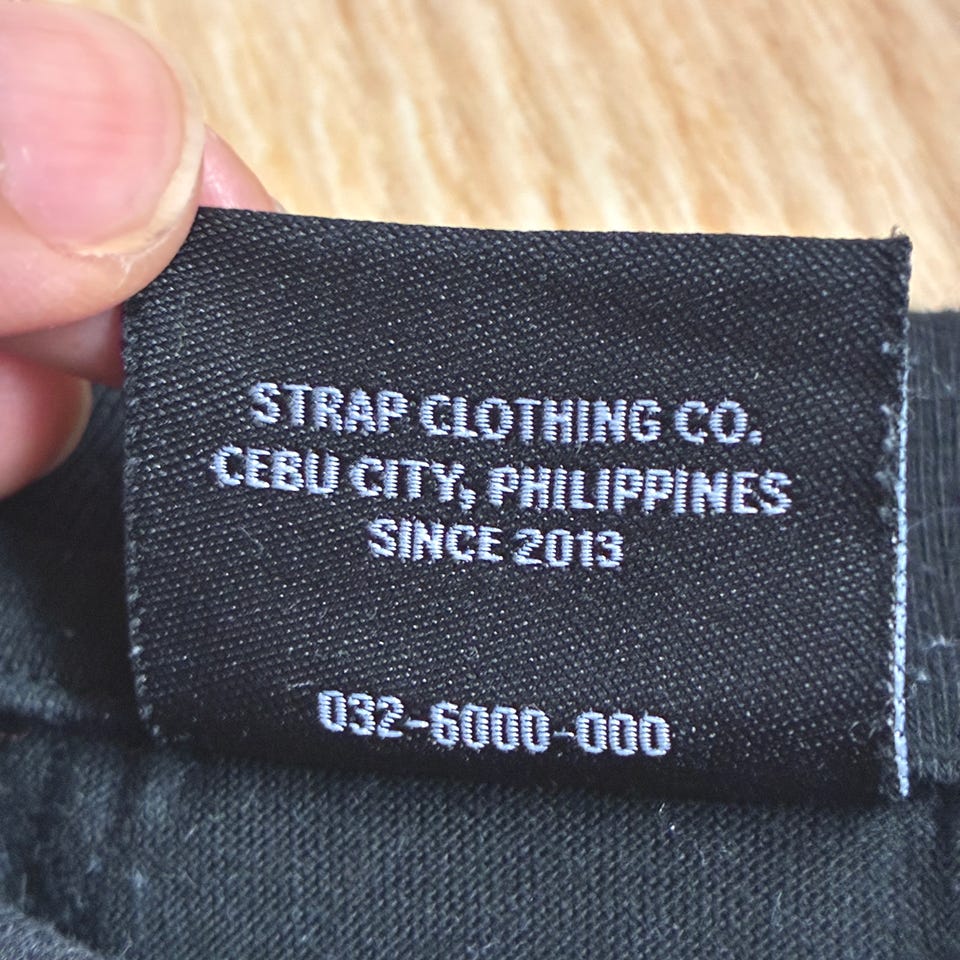 STRAP CLOTHING CO.
CEBU CITY, PHILIPPINES
SINCE 2013
032-6000-000